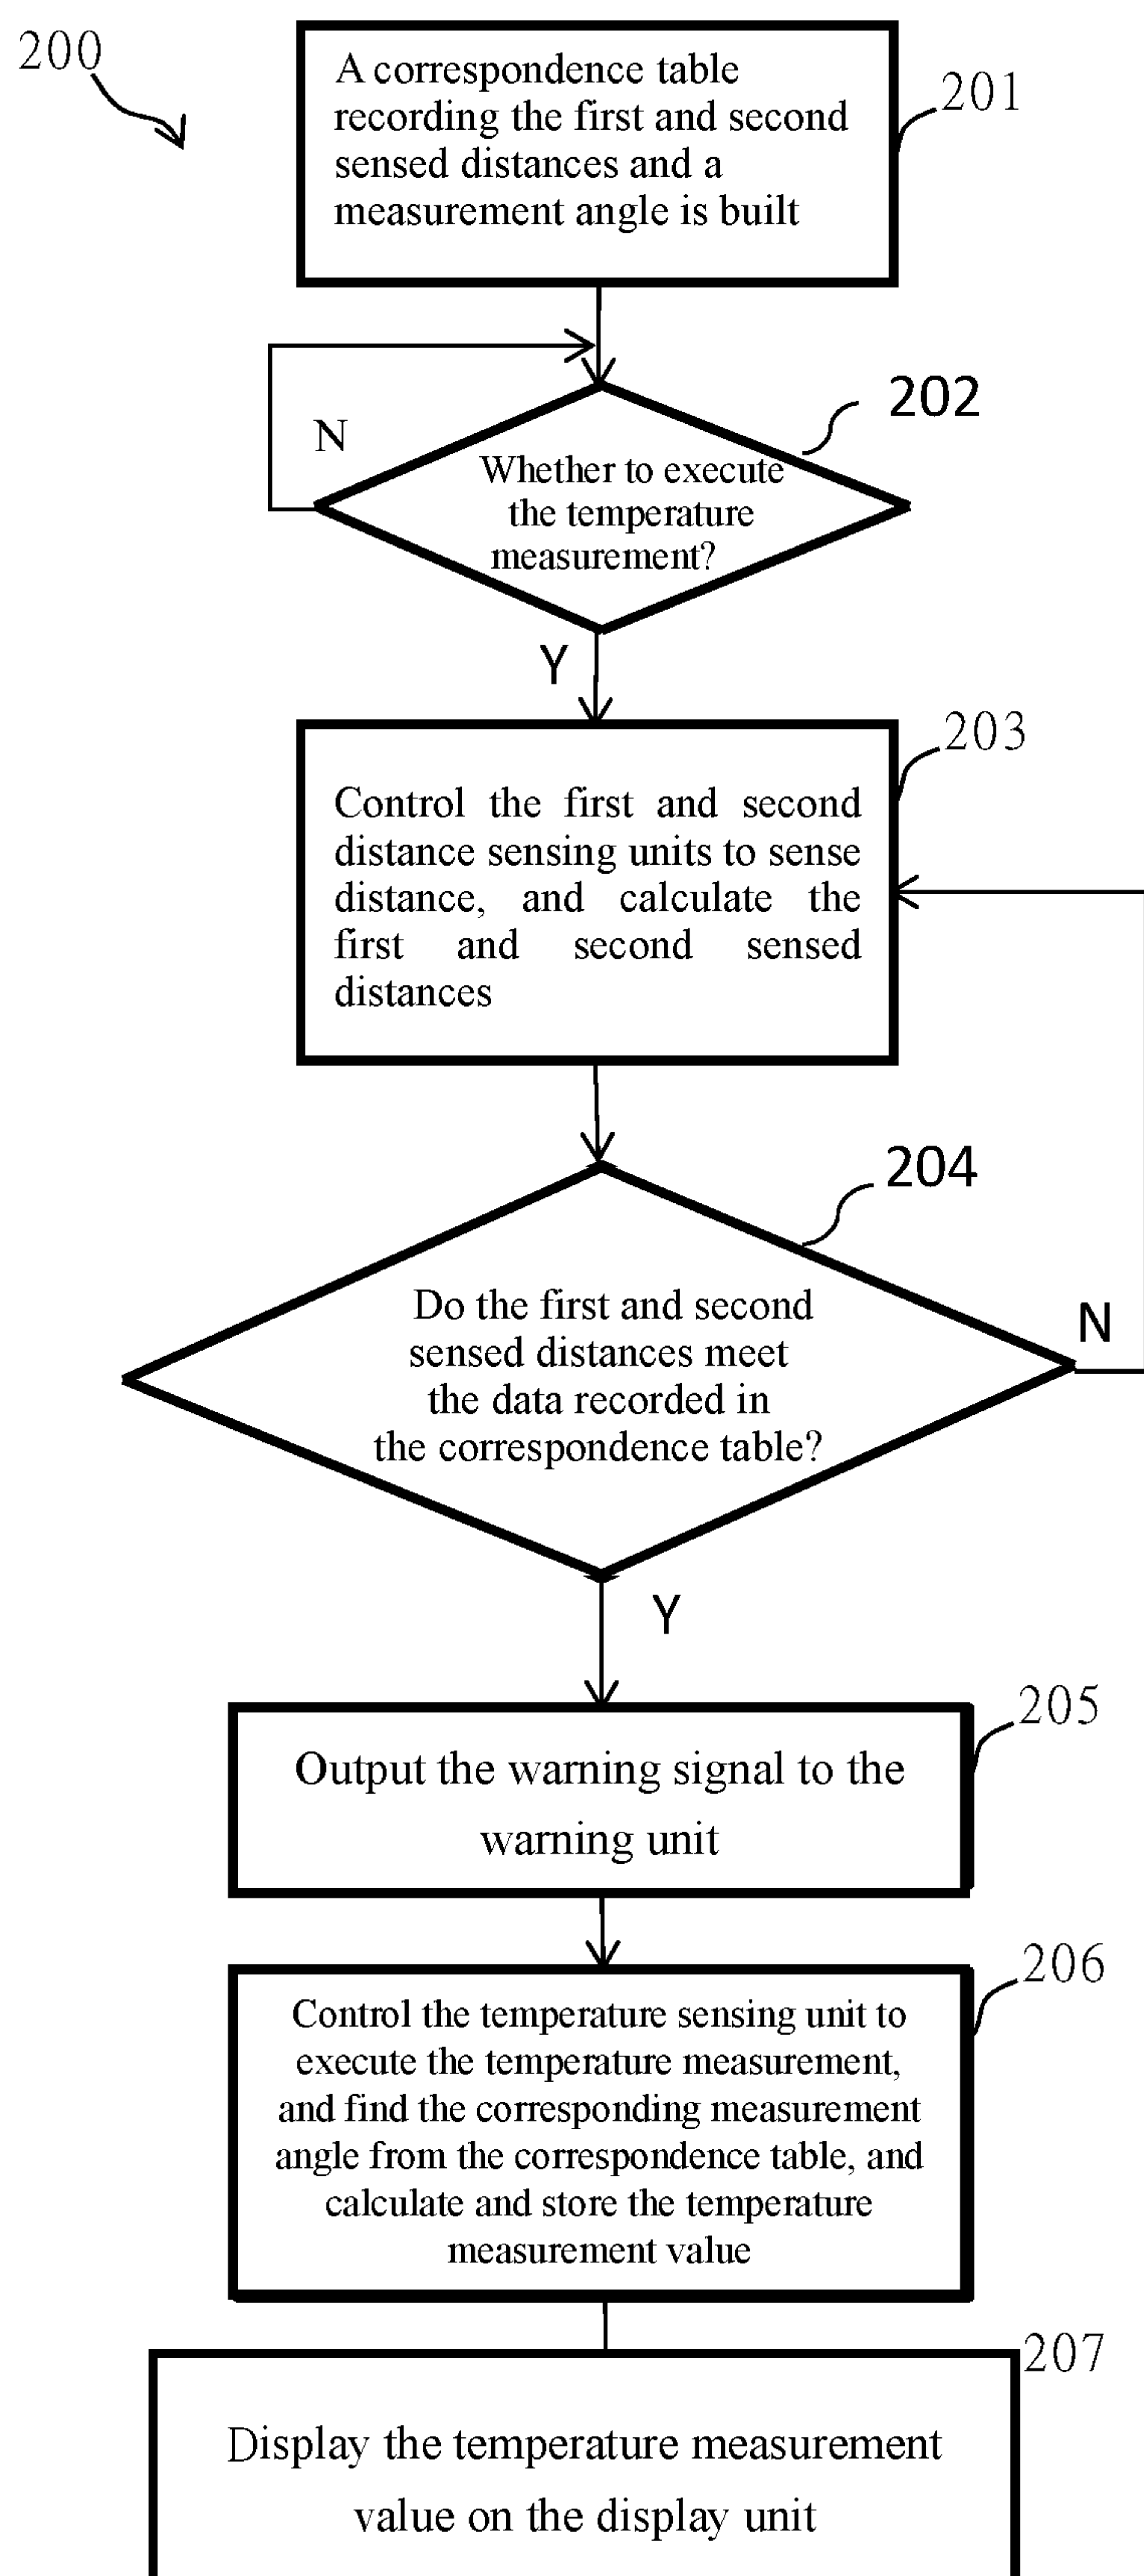 200
A correspondence table
recording the first and second
sensed distances and a
measurement angle is built
201
202
N
Whether to execute
the temperature
measurement?
Y
203
Control the first and second
distance sensing units to sense
distance, and calculate the
first and second sensed
distances
204
Do the first and second
sensed distances meet
the data recorded in
the correspondence table?
N
Y
205
Output the warning signal to the
warning unit
206
Control the temperature sensing unit to
execute the temperature measurement,
and find the corresponding measurement
angle from the correspondence table, and
calculate and store the temperature
measurement value
207
Display the temperature measurement
value on the display unit